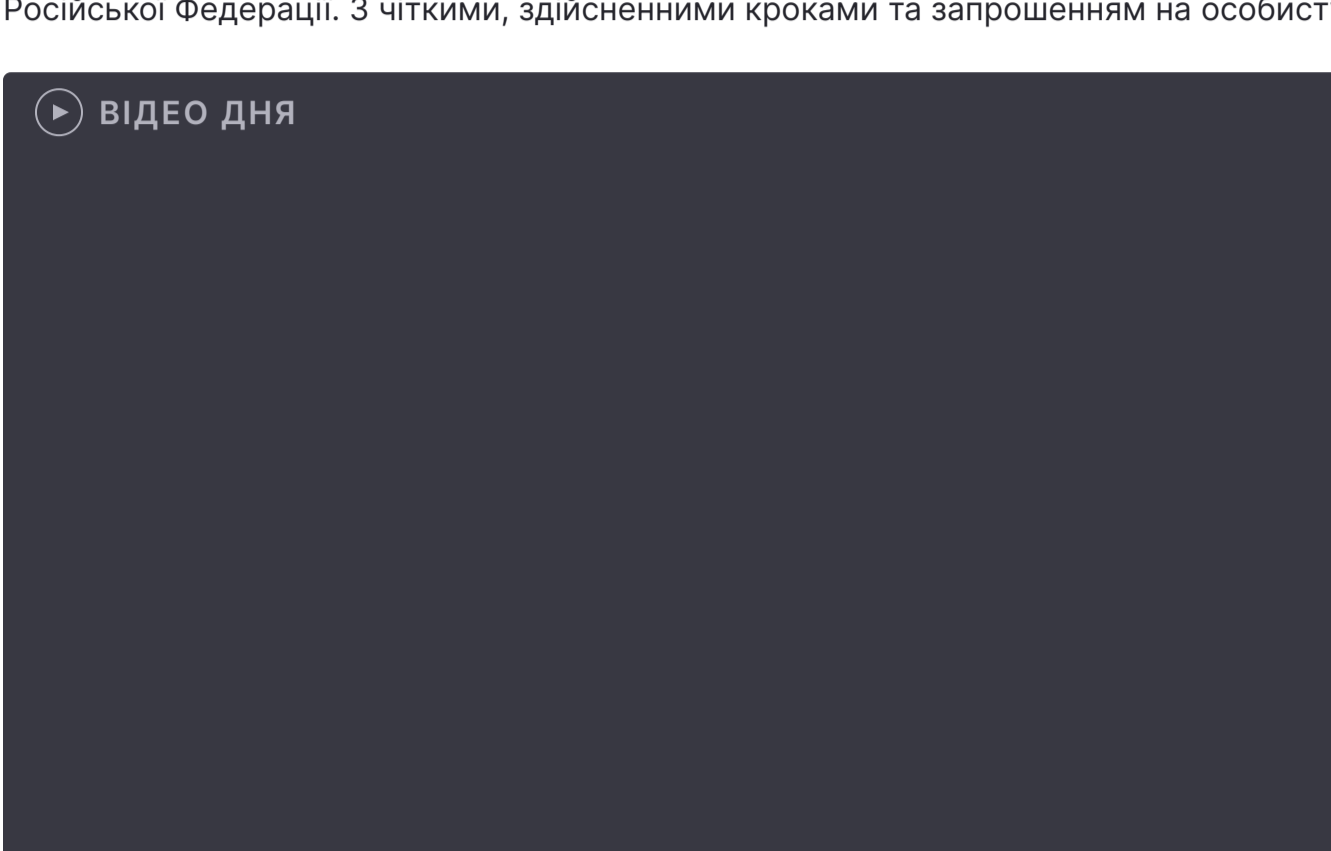 Російської Федерації. З чіткими, здійсненними кроками та запрошенням на
ВІДЕО ДНЯ